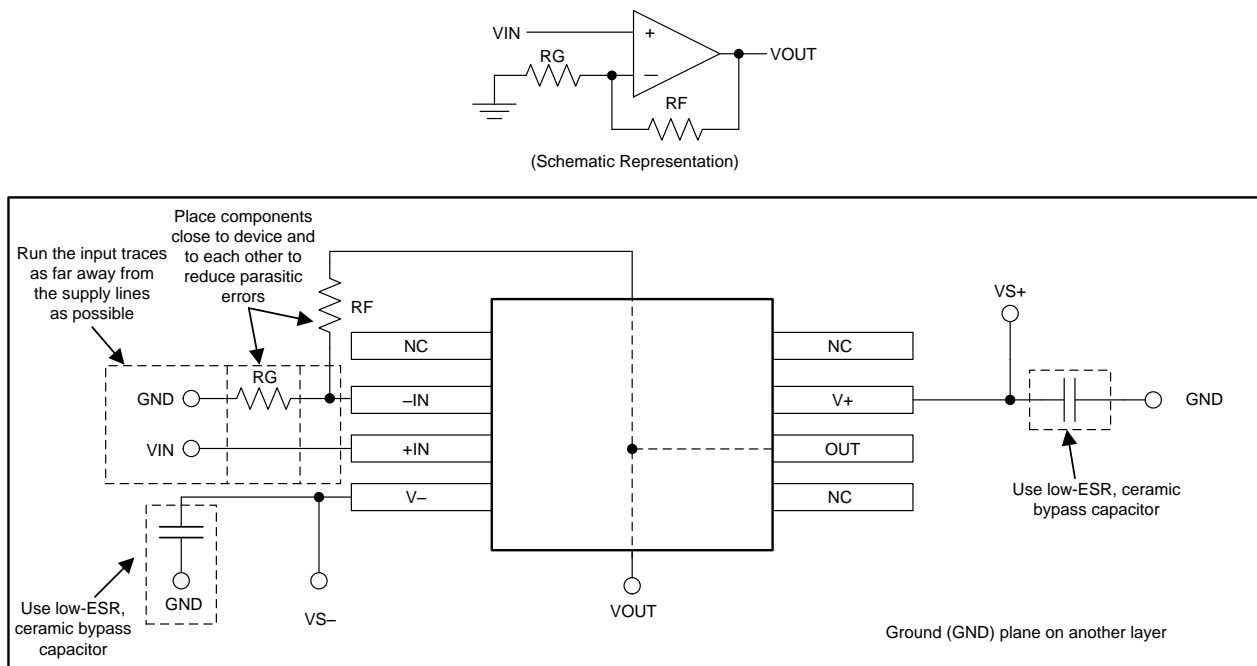 VIN
+
VOUT
RG
–
RF
(Schematic Representation)
Place components
close to device and
to each other to
reduce parasitic
errors
Run the input traces
as far away from
the supply lines
as possible
RF
VS+
NC
NC
RG
GND
–IN
V+
GND
VIN
+IN
OUT
V–
NC
Use low-ESR, ceramic
bypass capacitor
GND
Use low-ESR,
ceramic bypass
capacitor
VS–
VOUT
Ground (GND) plane on another layer